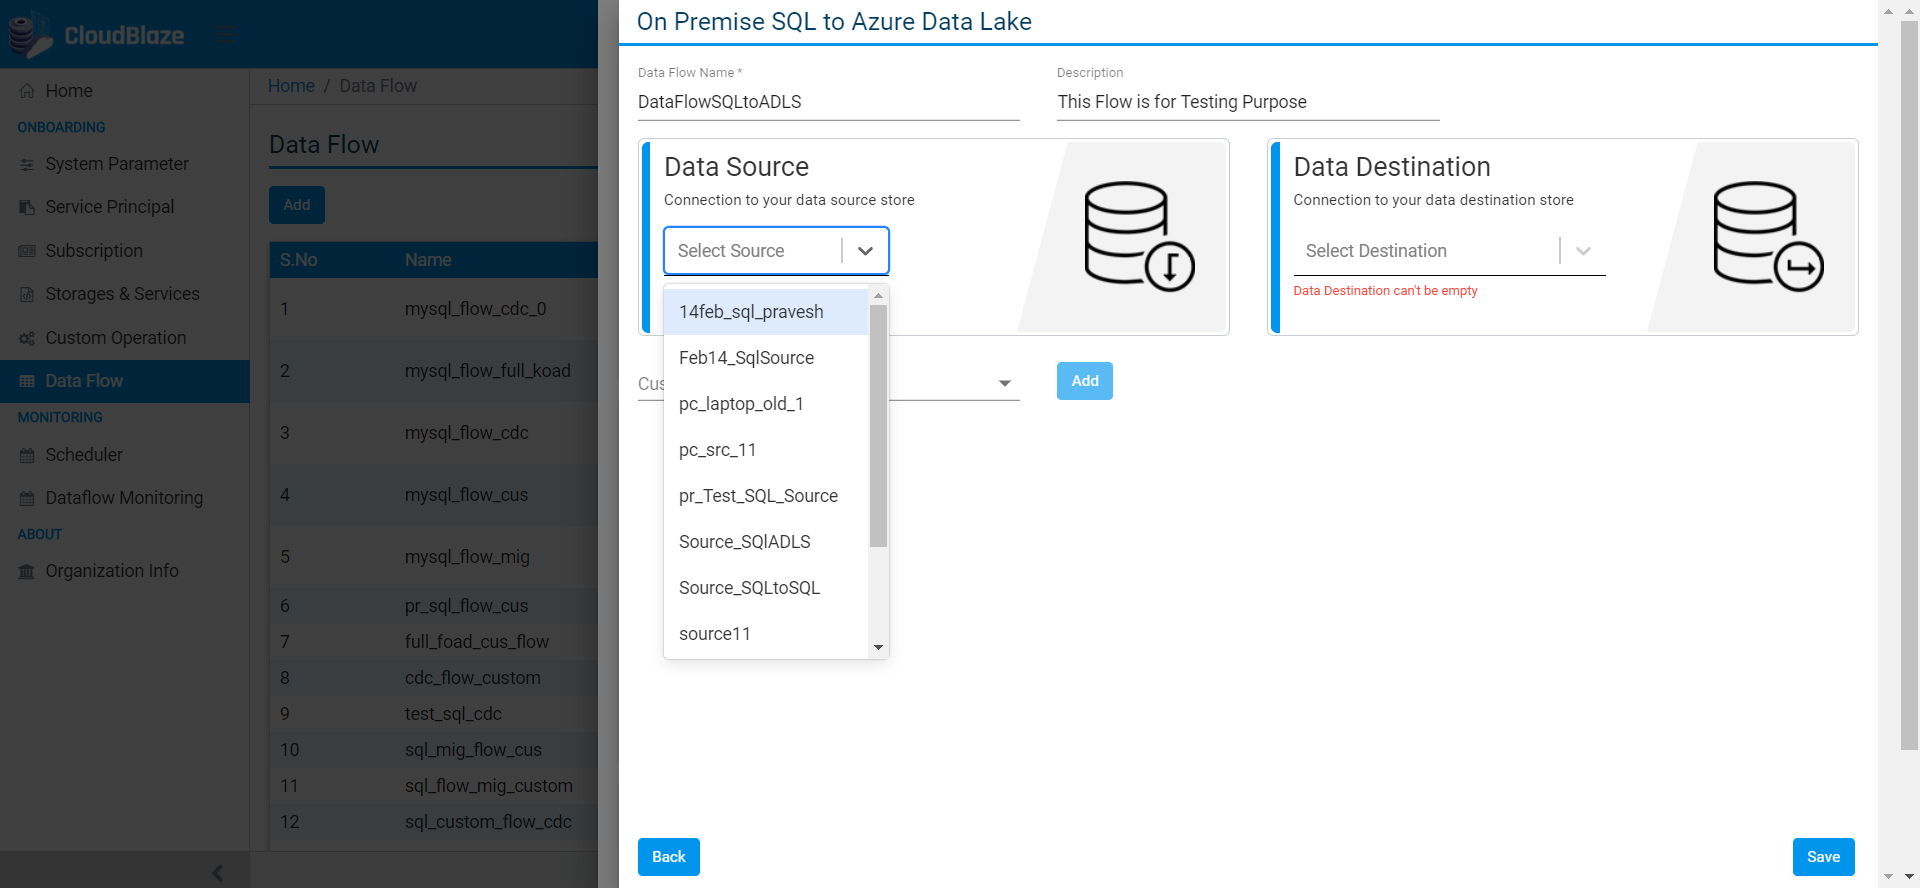 CloudBlaze
Home
ONBOARDING
System Parameter
Service Principal
Subscription
Storages & Services
Custom Operation
Data Flow
MONITORING
Scheduler
Dataflow Monitoring
ABOUT
Organization Info
Home / Data Flow
Data Flow
Add
S.No Name
1 mysql_flow_cdc_0
2 mysql_flow_full_koad
3 mysql_flow_cdc
4 mysql_flow_cus
5 mysql_flow_mig
6 pr_sql_flow_cus
7 full_foad_cus_flow
8 cdc_flow_custom
9 test_sql_cdc
10 sql_mig_flow_cus
11 sql_flow_mig_custom
12 sql_custom_flow_cdc
On Premise SQL to Azure Data Lake
Data Flow Name *
DataFlowSQLtoADLS
Description
This Flow is for Testing Purpose
Data Source
Connection to your data source store
Select Source
14feb_sql_pravesh
Feb14_SqlSource
pc_laptop_old_1
pc_src_11
pr_Test_SQL_Source
Source_SQlADLS
Source_SQLtoSQL
source11
Data Destination
Connection to your data destination store
Select Destination
Data Destination can't be empty
Cus
Add
Back
Save